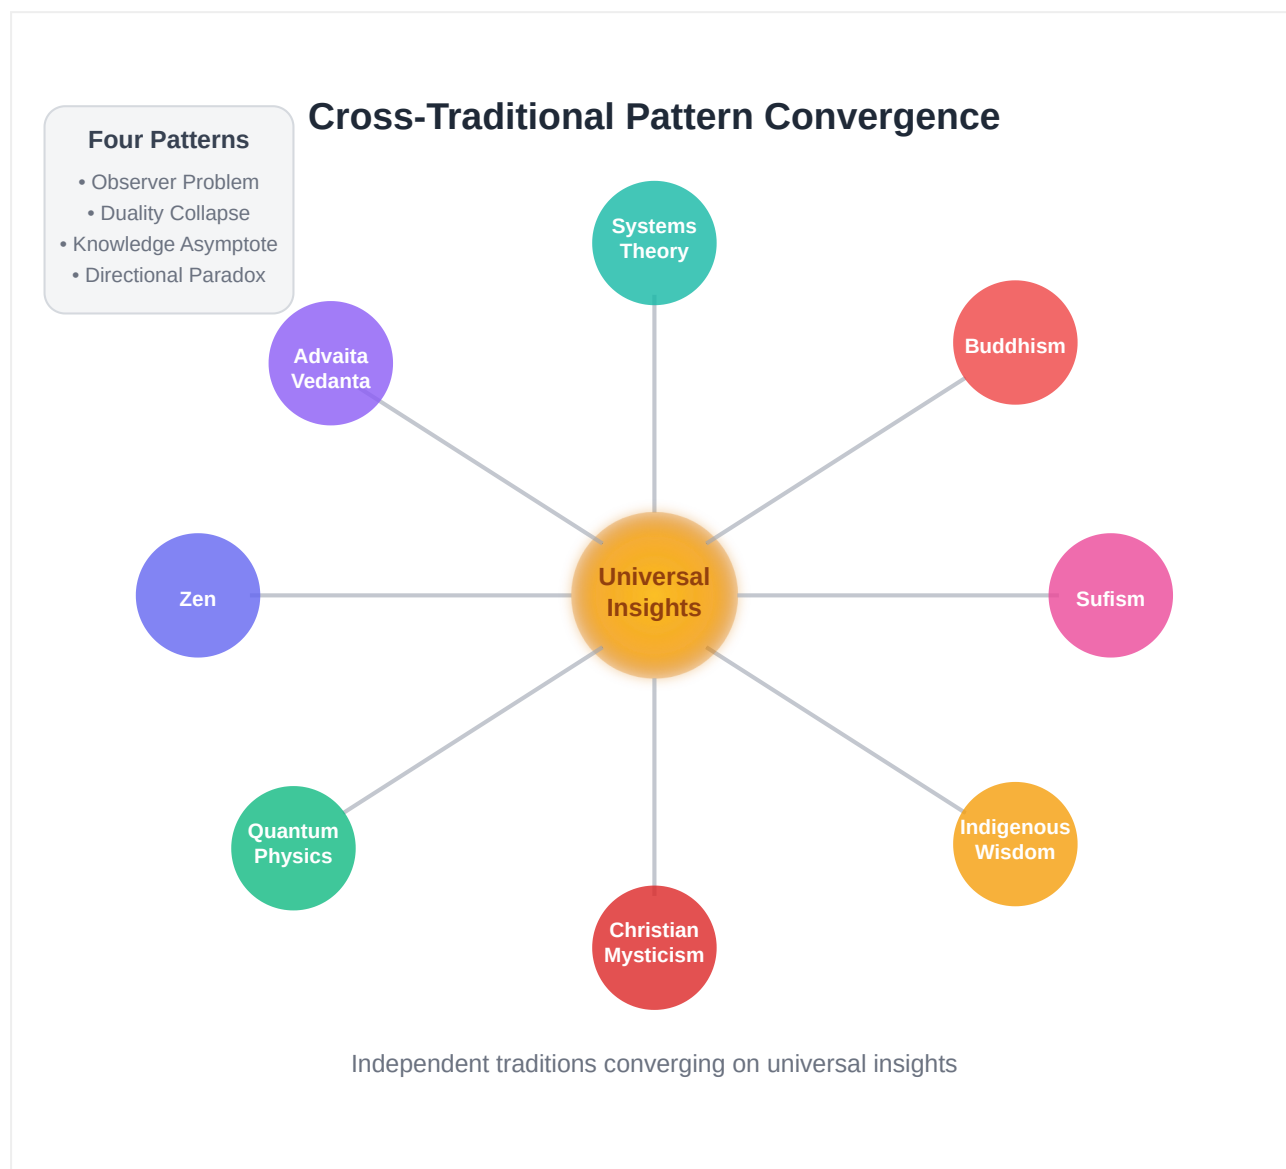 Cross-Traditional Pattern Convergence
Four Patterns
• Observer Problem
• Duality Collapse
• Knowledge Asymptote
• Directional Paradox
Systems
Theory
Buddhism
Advaita
Vedanta
Universal
Insights
Zen
Sufism
Quantum
Physics
Indigenous
Wisdom
Christian
Mysticism
Independent traditions converging on universal insights